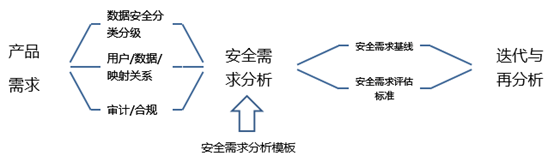 产品
需求
数据安全分
类分级
用户/数据/
映射关系
审计/合规
安全需
求分析
安全需求分析模板
安全需求基线
安全需求评估
标准
迭代与
再分析